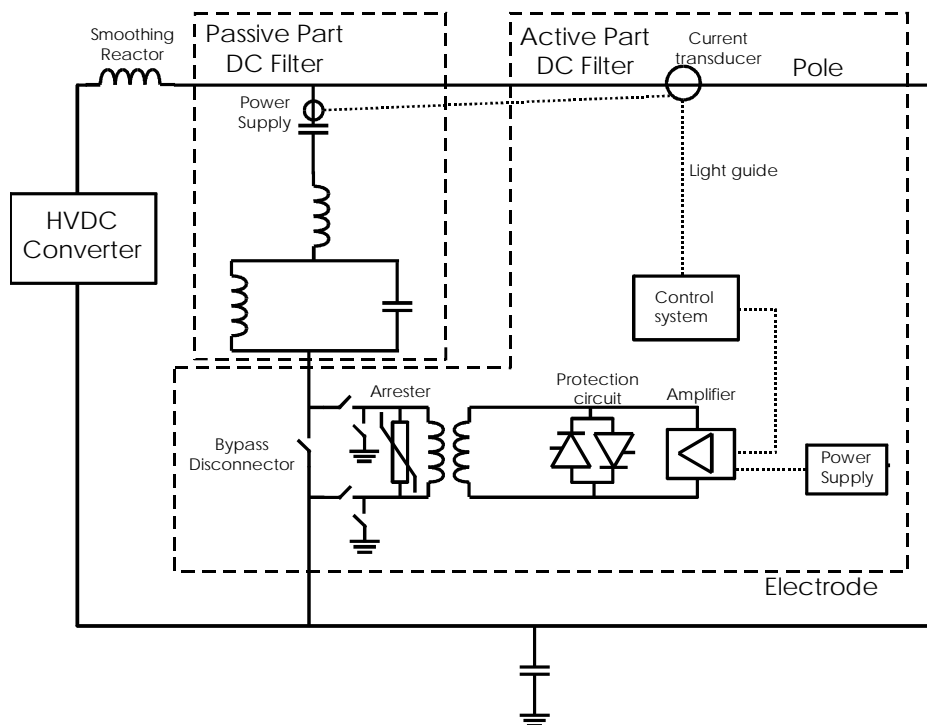 Smoothing
Reactor
Passive Part
DC Filter
Active Part
DC Filter
Current
transducer
Pole
Power
Supply
Light guide
HVDC
Converter
Control
system
Arrester
Protection
circuit
Amplifier
Bypass
Disconnector
Power
Supply
Electrode